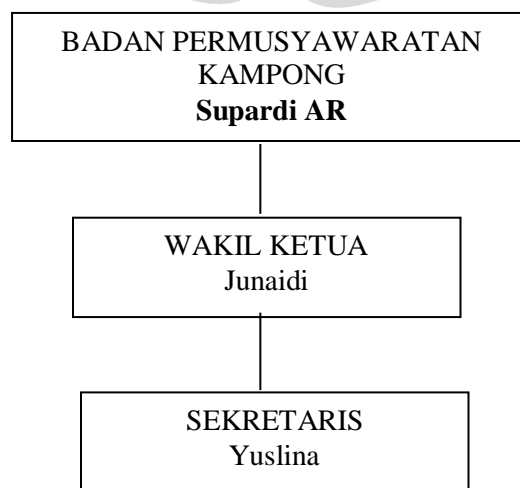 BADAN PERMUSYAWARATAN
KAMPONG
Supardi AR
WAKIL KETUA
Junaidi
SEKRETARIS
Yuslina